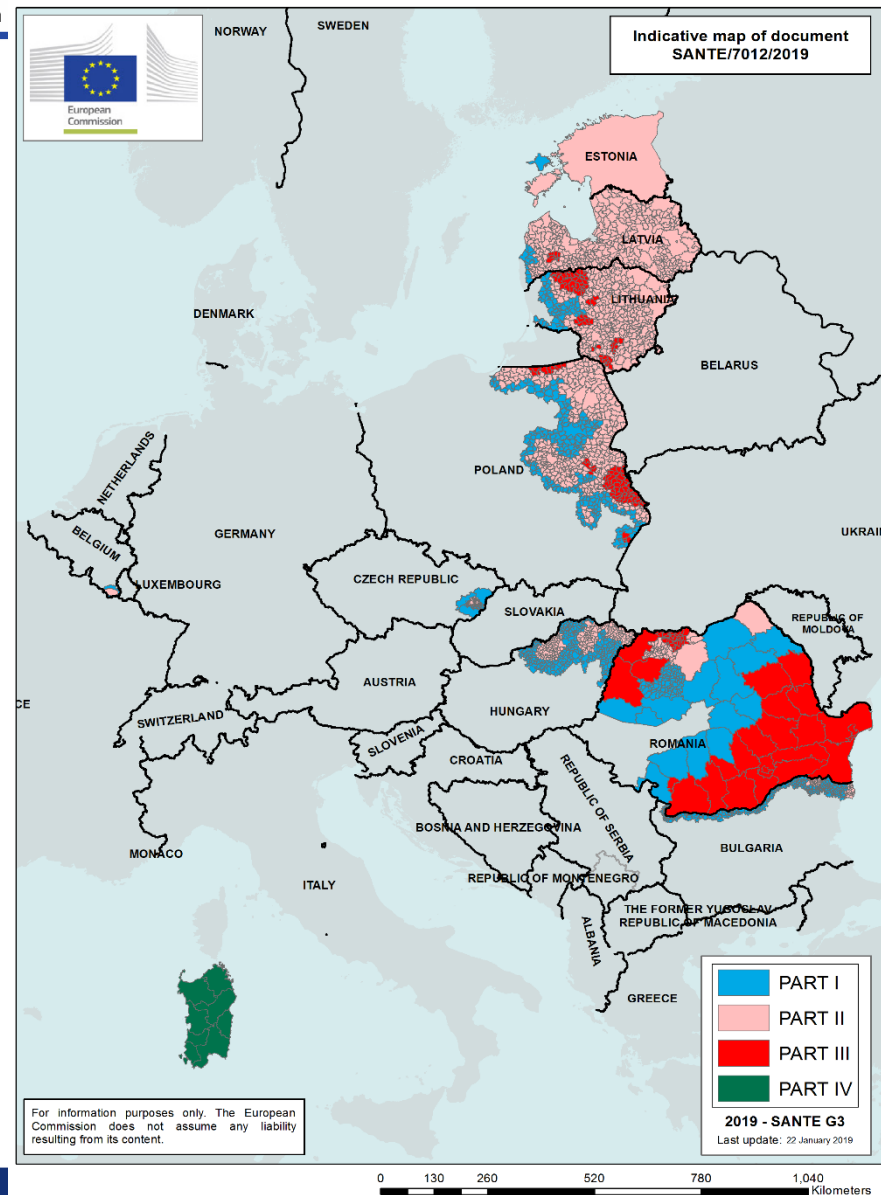 NORWAY
SWEDEN
Indicative map of document
SANTE/7012/2019
European
Commission
ESTONIA
LATVIA
LITHUANIA
DENMARK
BELARUS
NETHERLANDS
POLAND
BELGIUM
GERMANY
UKRAI
LUXEMBOURG
CZECH REPUBLIC
SLOVAKIA
REPUBLIC OF
MOLDOVA
AUSTRIA
HUNGARY
CE
SWITZERLAND
SLOVENIA
ROMANIA
CROATIA
REPUBLIC OF SERBIA
BOSNIA AND HERZEGOVINA
BULGARIA
MONACO
ITALY
REPUBLIC OF MONTENEGRO
THE FORMER YUGOSLAV
REPUBLIC OF MACEDONIA
ALBANIA
GREECE
PART I
PART II
PART III
PART IV
2019 - SANTE G3
Last update: 22 January 2019
For information purposes only. The European
Commission does not assume any liability
resulting from its content.
0 130 260 520 780 1,040
Kilometers